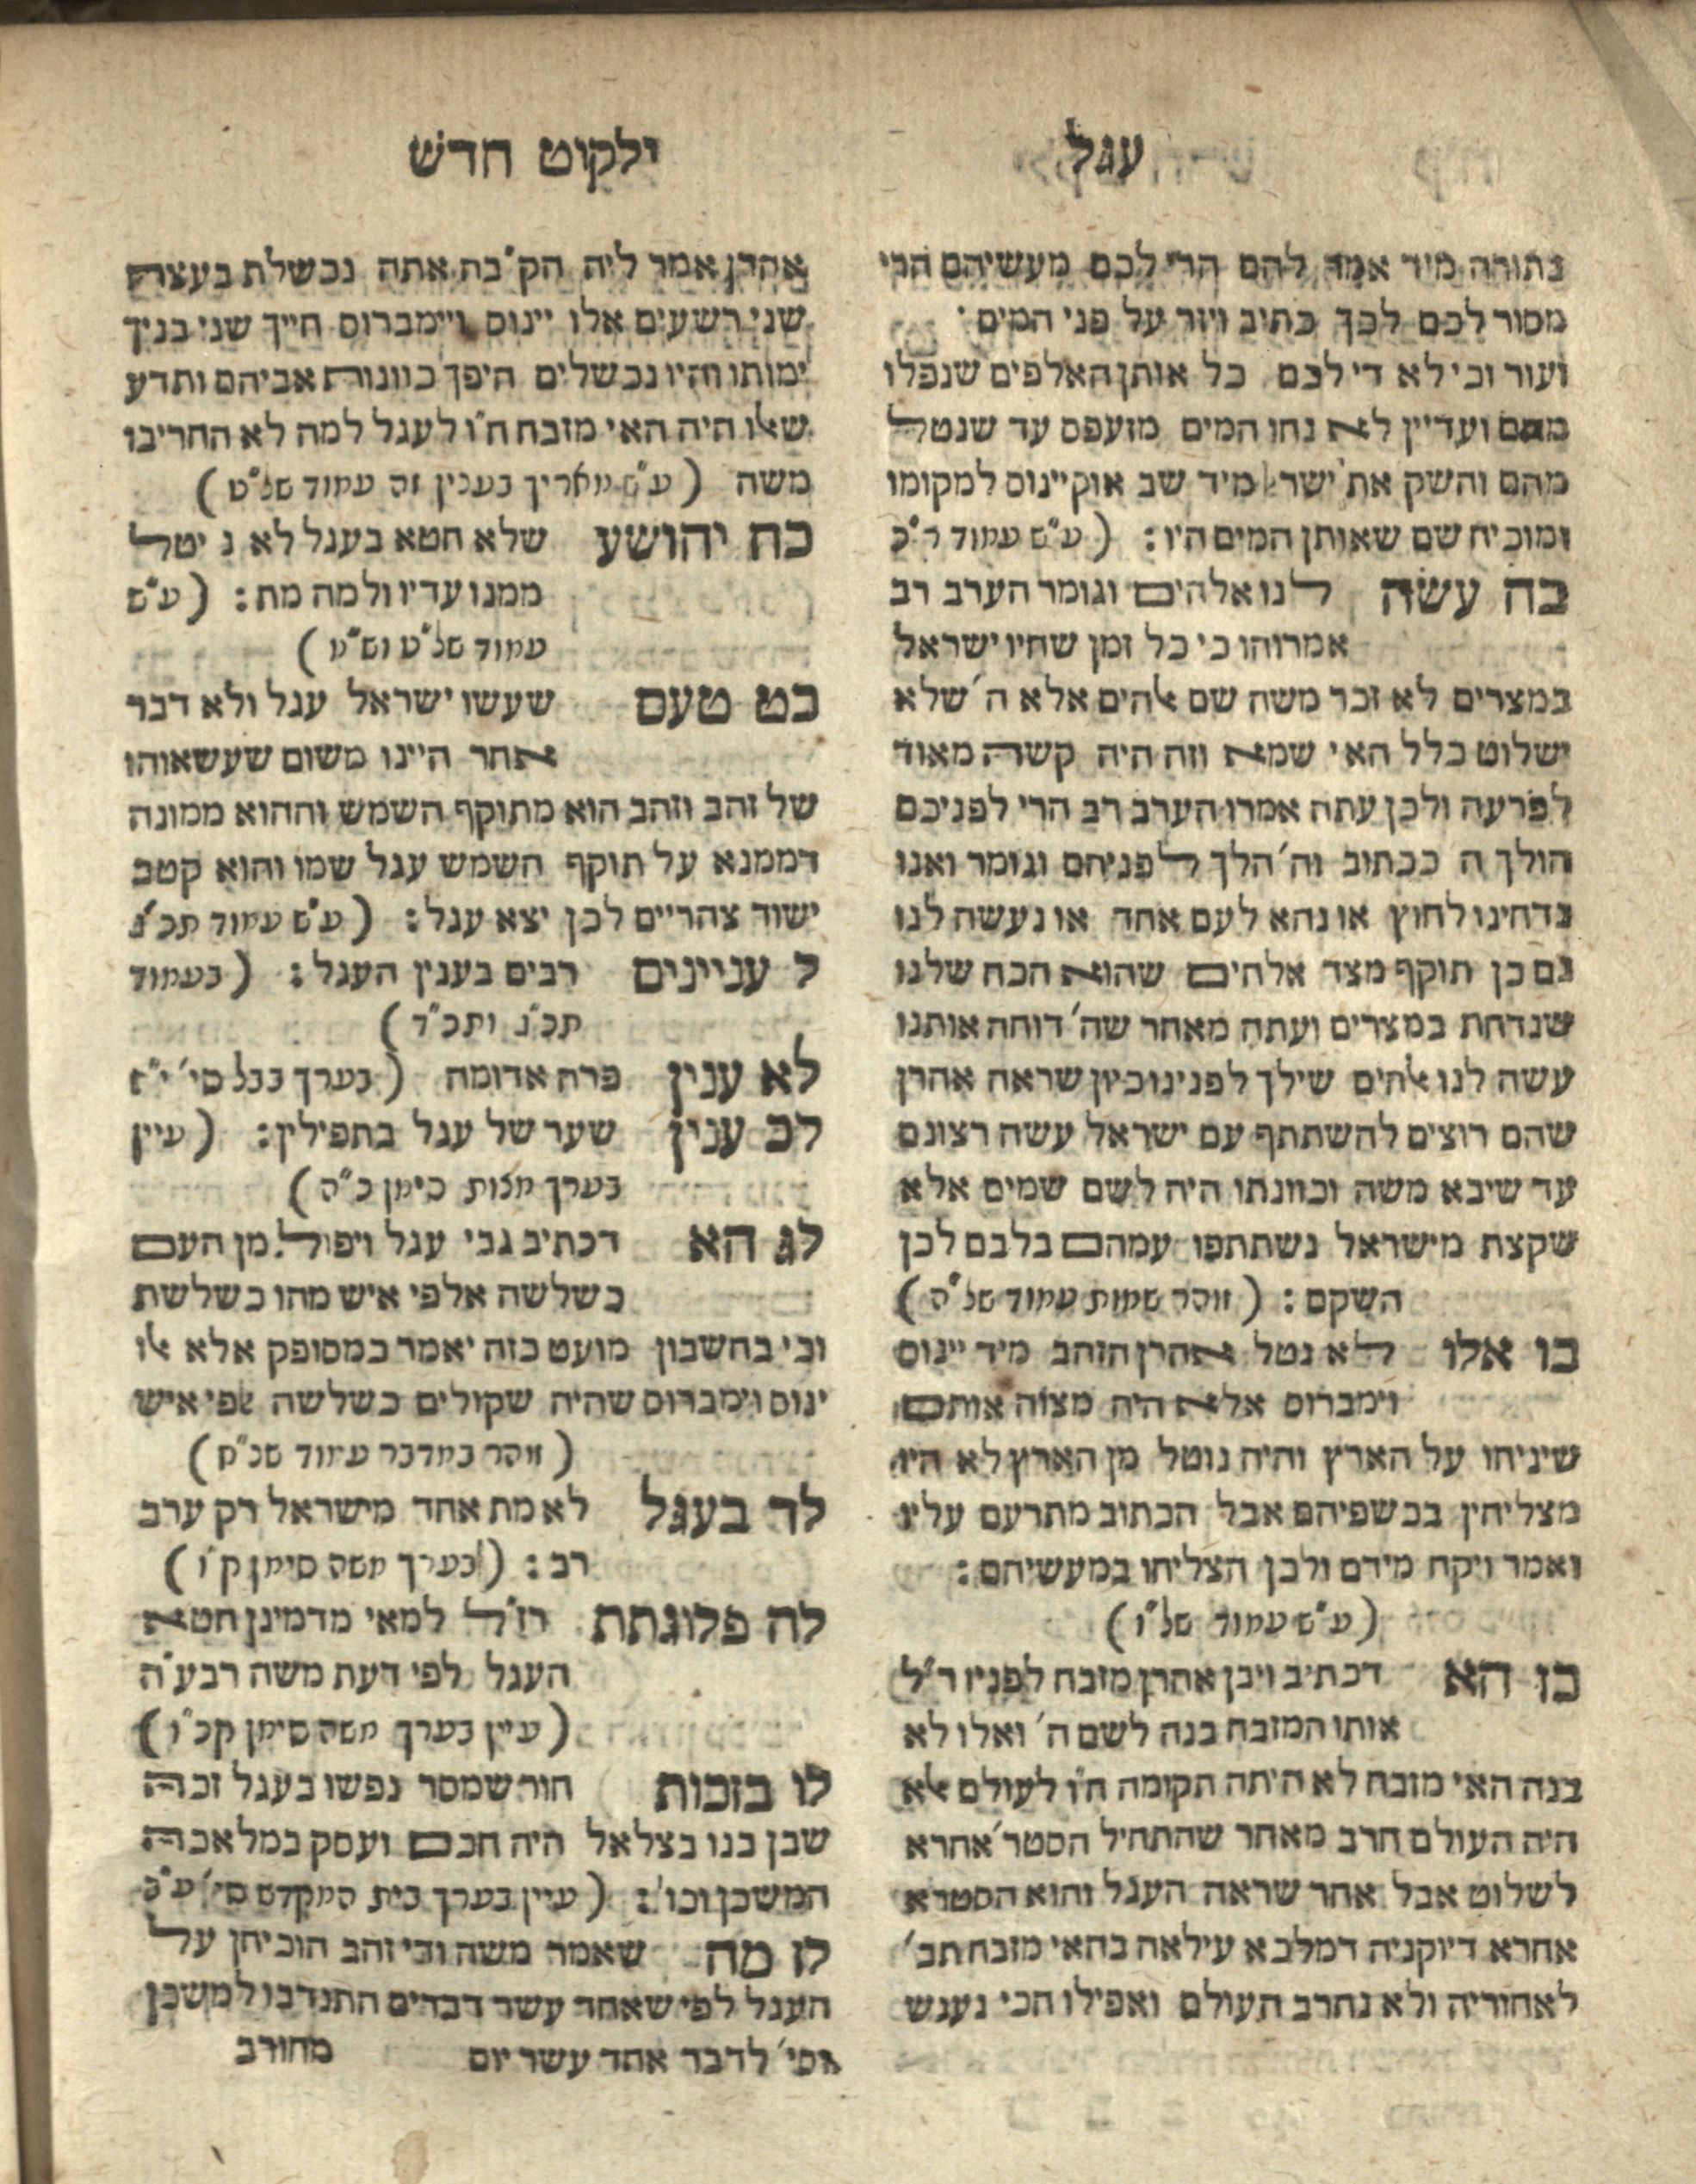 עגל
ילקוט חדש
בתורה מיד אמר להם הרי לכם מעשיהם הרי
מסור לכם לכך כתיב ויזר על פני המים ׃
ועוד וכי לא די לכם כל אותן האלפים שנפלו
מהם ועדיין לא נחו המים מזעפם עד שנטל
מהם והשק את ישראל מיד שב אוקיינוס למקומו
ומוכיח שם שאותן המים היו : (ע"ש עמוד ר"כ
כה עשה לנו אלהים וגומר הערב רב
אמרוהו כי כל זמן שהיו ישראל
במצרים לא זכר משה שם אלהים אלא ה' שלא
ישלוט כלל האי שמא וזה היה קשה מאוד
לפרעה ולכן עתה אמרו הערב רב הרי לפניכם
הולך ה ככתוב וה' הלך לפניהם וגומר ואנו
נדחינו לחוץ או נהא לעם אחד או נעשה לנו
גם כן תוקף מצד אלהים שהוא הכח שלנו
שנדחת במצרים ועתה מאחר שה' דוחה אותנו
עשה לנו אלהים שילך לפנינו כיון שראה אהרן
שהם רוצים להשתתף עם ישראל עשה רצונם
עד שיבא משה וכוונתו היה לשם שמים אלא
שקצת מישראל נשתתפו עמהם בלבם לכן
השקם : (זוהר שמות עמוד של"ה)
כו אלו לא נטל אהרן הזהב מיד יינוס
וימברוס אלא היה מצוה אותם
שיניחו על הארץ והיה נוטל מן הארץ לא היו
מצליחין בכשפיהם אבל הכתוב מתרעם עליו
ואמר ויקח מידם ולכן הצליחו במעשיהם :
(ע"ש עמוד של"ו)
כז הא דכתיב ויבן אהרן מזבח לפניו ר"ל
אותו המזבח בנה לשם ה' ואלו לא
בנה האי מזבח לא היתה תקומה ח"ו לעולם אלא
היה העולם חרב מאחר שהתחיל הסטר' אחרא
לשלוט אבל אחר שראה העגל והוא הסטרא
אחרא דיוקניה דמלכא עילאה בהאי מזבח תב'
לאחוריה ולא נחרב העולם ואפילו הכי נענש
אהרן אמר ליה הק"בה אתה נכשלת בעצה
שני רשעים אלו יינוס ויימברוס חייך שני בניך
ימותו והיו נכשלים היפך כוונות אביהם ותדע
שאלו היה האי מזבח ח"ו לעגל למה לא החריבו
משה (ע"ש מאריך בענין זה עמוד של"ט)
כח יהושע שלא חטא בעגל לא ניטל
ממנו עדיו ולמה מת : (ע"ש
עמוד של"ט וש"ע)
כט טעם שעשו ישראל עגל ולא דבר
אחר היינו משום שעשאוהו
של זהב וזהב הוא מתוקף השמש וההוא ממונה
דממנא על תוקף השמש עגל שמו והוא קטב
ישוד צהריים לכן יצא עגל : (ע"ש עמוד תכ"ג
ל עניינים רבים בענין העגל : (בעמוד
תכ"ג ותכ"ד)
לא ענין פרה אדומה (בערך בכל סי' י"ז
לב ענין שער של עגל בתפילין : (עיין
בערך מצות סימן כ"ה)
לג הא דכתיב גבי עגל ויפול מן העם
כשלשה אלפי איש מהו כשלשת
וכי בחשבון מועט כזה יאמר במסופק אלא אלו
ינוס וימברוס שהיה שקולים כשלשה אלפי איש
(זוהר במדבר עמוד שנ"ח)
לד בעגל לא מת אחד מישראל רק ערב
רב : (בערך משה סימן ק"ו)
לה פלוגתת רז"ל למאי מדמינן חטא
העגל לפי דעת משה רבע"ה
(עיין בערך משה סימן קכ"ו)
לו בזכות חור שמסר נפשו בעגל זכה
שבן בנו בצלאל היה חכם ועסק במלאכה
המשכן וכו' : (עיין בערך בית המקדש סי' ע"ב
לז מה שאמר משה ודי זהב הוכיחן על
העגל לפי שאחד עשר דברים התנדבו למשכן
אפי' לדבר אחד עשר יום
מחורב